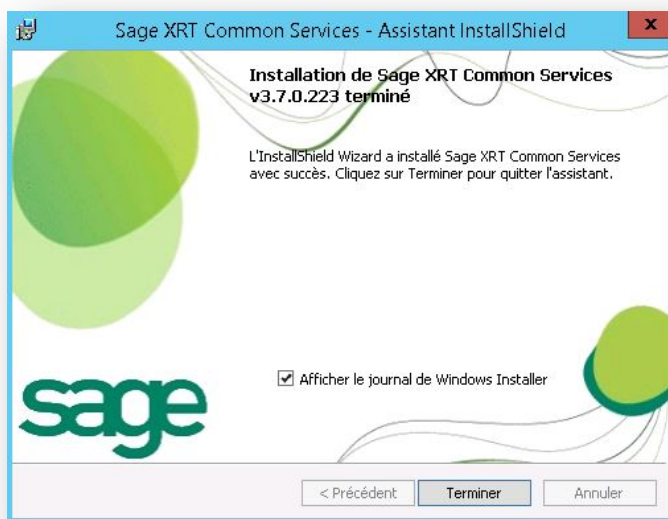 Sage XRT Common Services - Assistant InstallShield
x
Installation de Sage XRT Common Services
v3.7.0.223 terminé
L'InstallShield Wizard a installé Sage XRT Common Services
avec succès. Cliquez sur Terminer pour quitter l'assistant.
Afficher le journal de Windows Installer
sage
< Précédent Terminer Annuler